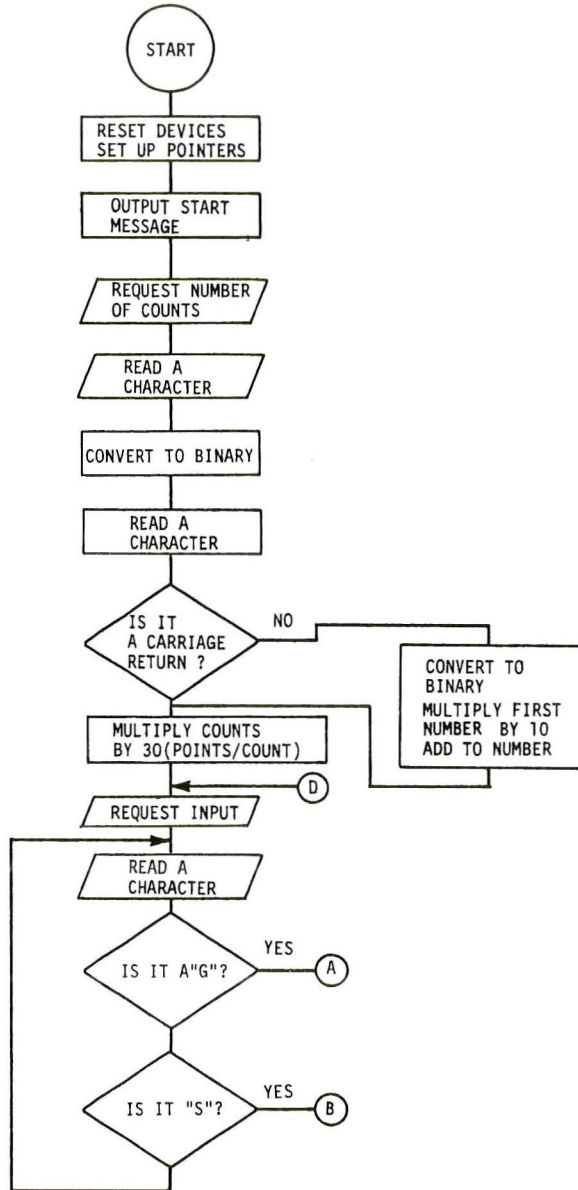 START
RESET DEVICES
SET UP POINTERS
OUTPUT START
MESSAGE
REQUEST NUMBER
OF COUNTS
READ A
CHARACTER
CONVERT TO BINARY
READ A
CHARACTER
IS IT
A CARRIAGE
RETURN ?
NO
CONVERT TO
BINARY
MULTIPLY FIRST
NUMBER BY 10
ADD TO NUMBER
MULTIPLY COUNTS
BY 30(POINTS/COUNT)
D
REQUEST INPUT
READ A
CHARACTER
IS IT A"G"?
YES
A
IS IT "S"?
YES
B